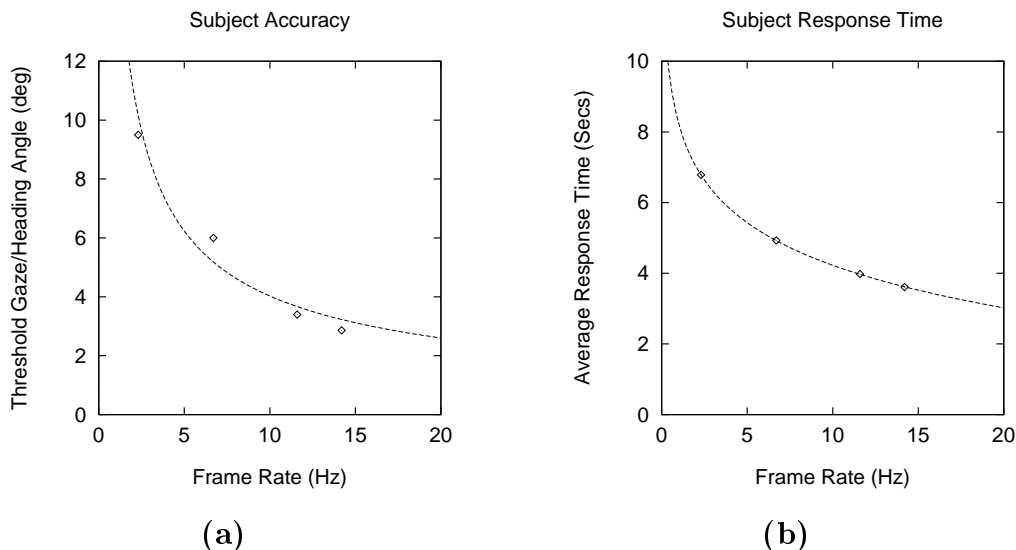 Subject Accuracy
Threshold Gaze/Heading Angle (deg)
12
10
8
6
4
2
0
0 5 10 15 20
Frame Rate (Hz)
(a)
Subject Response Time
Average Response Time (Secs)
10
8
6
4
2
0
0 5 10 15 20
Frame Rate (Hz)
(b)